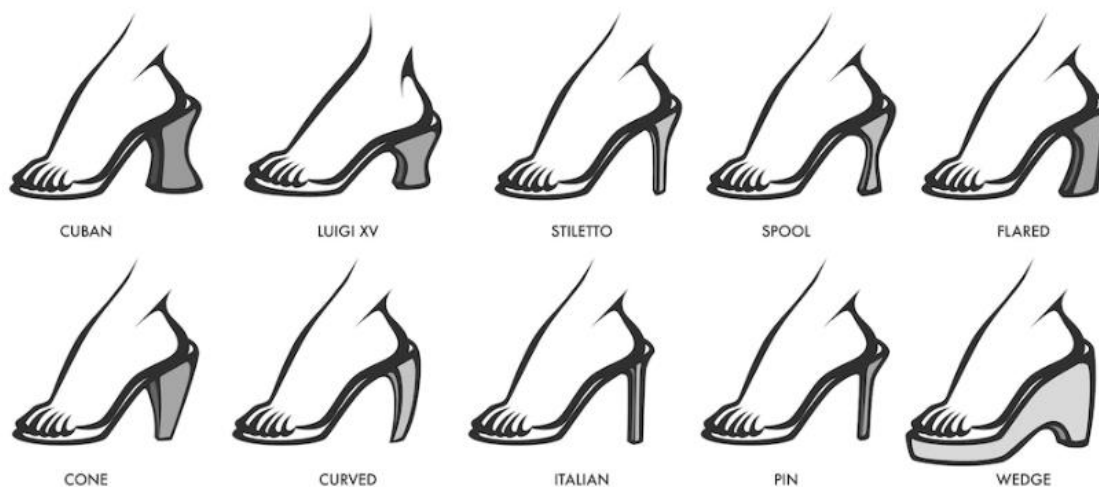 CUBAN
LUIGI XV
STILETTO
SPOOL
FLARED
CONE
CURVED
ITALIAN
PIN
WEDGE